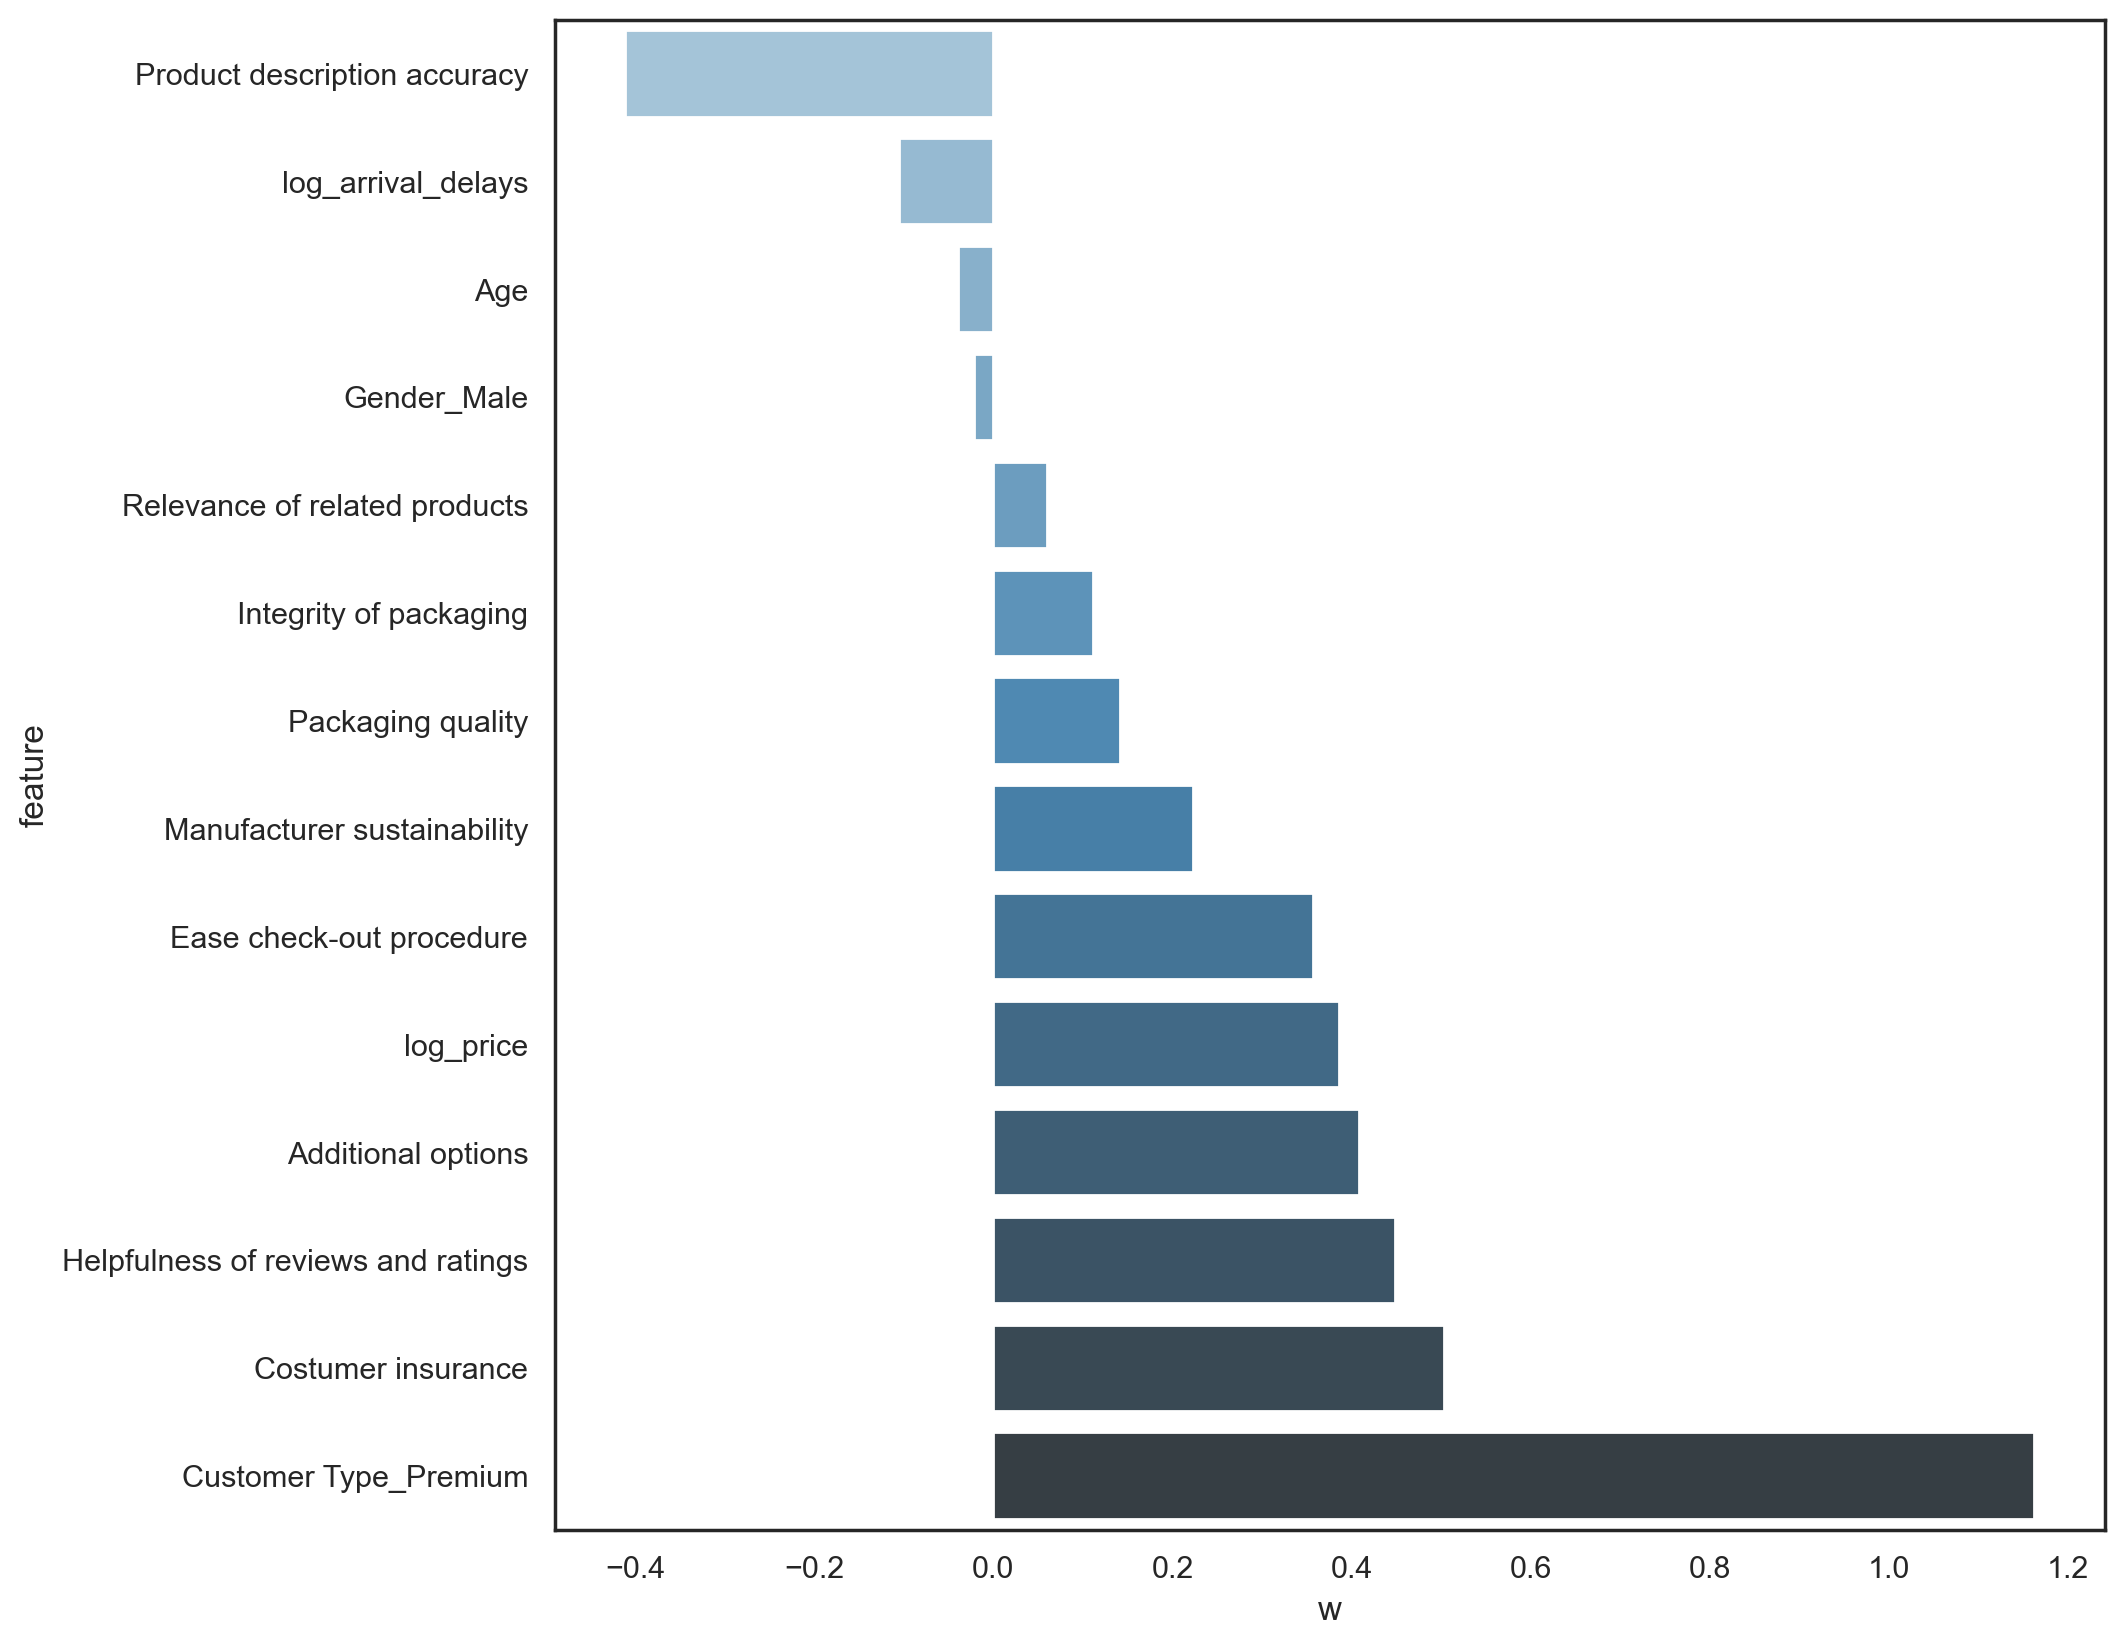 Product description accuracy
log_arrival_delays
Age
Gender_Male
Relevance of related products
Integrity of packaging
Packaging quality
Manufacturer sustainability
Ease check-out procedure
log_price
Additional options
Helpfulness of reviews and ratings
Costumer insurance
Customer Type_Premium
feature
−0.4 −0.2 0.0 0.2 0.4 0.6 0.8 1.0 1.2
w